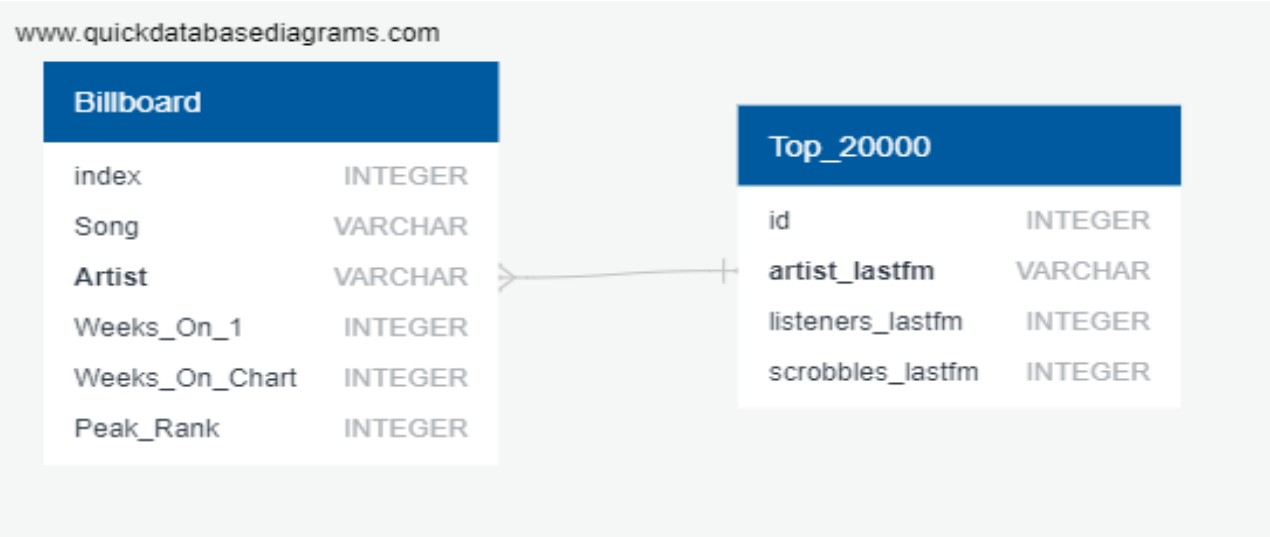 www.quickdatabasediagrams.com
Billboard
index INTEGER
Song VARCHAR
Artist VARCHAR
Weeks_On_1 INTEGER
Weeks_On_Chart INTEGER
Peak_Rank INTEGER
Top_20000
id INTEGER
artist_lastfm VARCHAR
listeners_lastfm INTEGER
scrobbles_lastfm INTEGER